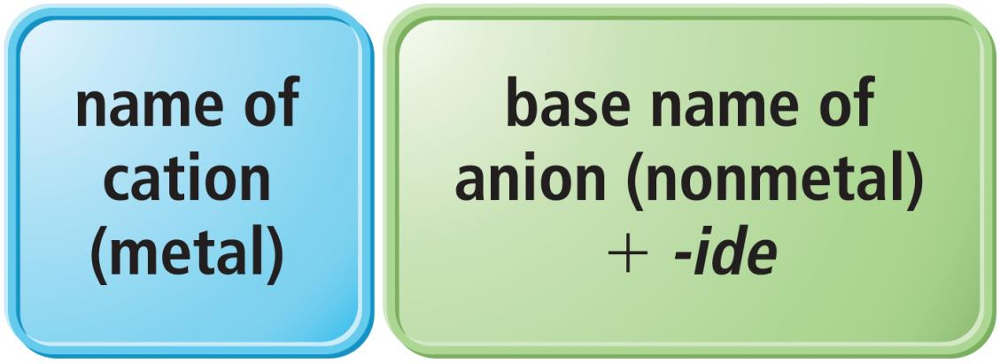 name of
cation
(metal)
base name of
anion (nonmetal)
+ -ide